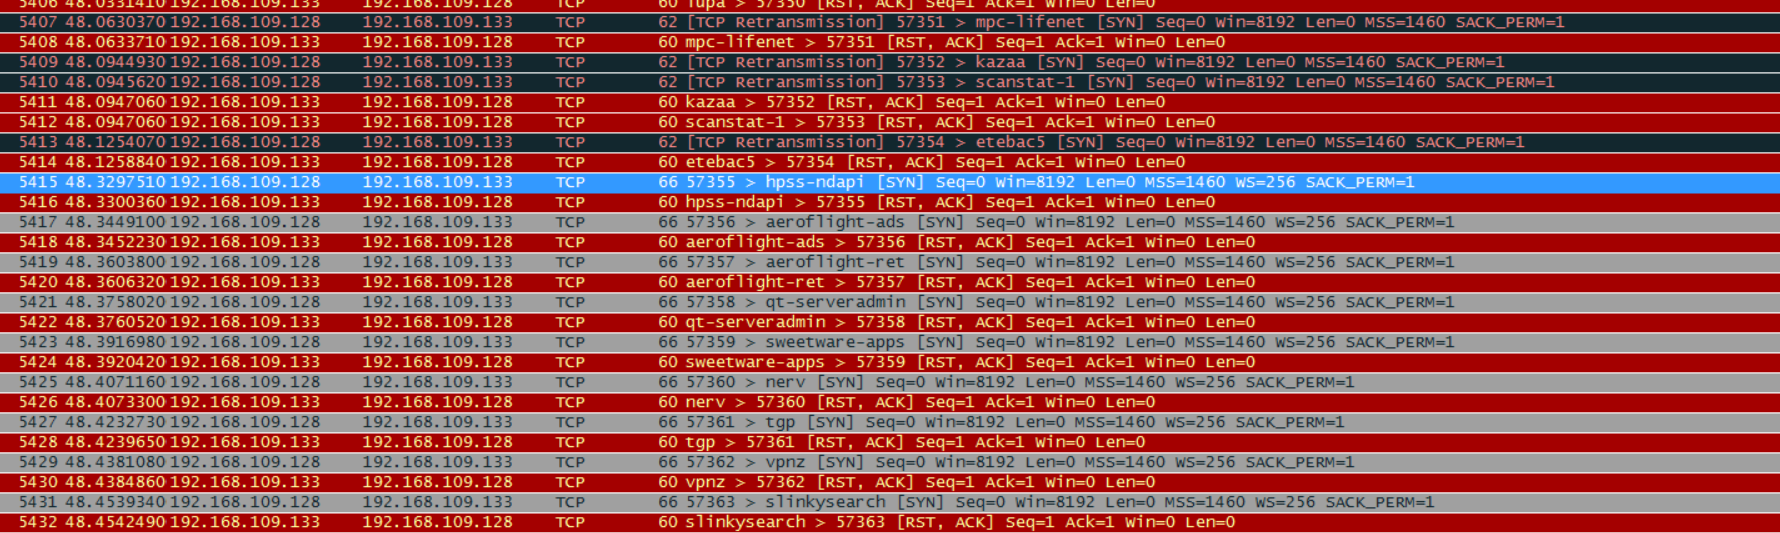 5406 48.0331410 192.168.109.133 192.168.109.128 TCP 60 fupa > 57350 [RST, ACK] Seq=1 Ack=1 Win=0 Len=0
5407 48.0630370 192.168.109.128 192.168.109.133 TCP 62 [TCP Retransmission] 57351 > mpc-lifenet [SYN] Seq=0 Win=8192 Len=0 MSS=1460 SACK_PERM=1
5408 48.0633710 192.168.109.133 192.168.109.128 TCP 60 mpc-lifenet > 57351 [RST, ACK] Seq=1 Ack=1 Win=0 Len=0
5409 48.0944930 192.168.109.128 192.168.109.133 TCP 62 [TCP Retransmission] 57352 > kazaa [SYN] Seq=0 Win=8192 Len=0 MSS=1460 SACK_PERM=1
5410 48.0945620 192.168.109.128 192.168.109.133 TCP 62 [TCP Retransmission] 57353 > scanstat-1 [SYN] Seq=0 Win=8192 Len=0 MSS=1460 SACK_PERM=1
5411 48.0947060 192.168.109.133 192.168.109.128 TCP 60 kazaa > 57352 [RST, ACK] Seq=1 Ack=1 Win=0 Len=0
5412 48.0947060 192.168.109.133 192.168.109.128 TCP 60 scanstat-1 > 57353 [RST, ACK] Seq=1 Ack=1 Win=0 Len=0
5413 48.1254070 192.168.109.128 192.168.109.133 TCP 62 [TCP Retransmission] 57354 > etebac5 [SYN] Seq=0 Win=8192 Len=0 MSS=1460 SACK_PERM=1
5414 48.1258840 192.168.109.133 192.168.109.128 TCP 60 etebac5 > 57354 [RST, ACK] Seq=1 Ack=1 Win=0 Len=0
5415 48.3297510 192.168.109.128 192.168.109.133 TCP 66 57355 > hpss-ndapi [SYN] Seq=0 Win=8192 Len=0 MSS=1460 WS=256 SACK_PERM=1
5416 48.3300360 192.168.109.133 192.168.109.128 TCP 60 hpss-ndapi > 57355 [RST, ACK] Seq=1 Ack=1 Win=0 Len=0
5417 48.3449100 192.168.109.128 192.168.109.133 TCP 66 57356 > aeroflight-ads [SYN] Seq=0 Win=8192 Len=0 MSS=1460 WS=256 SACK_PERM=1
5418 48.3452230 192.168.109.133 192.168.109.128 TCP 60 aeroflight-ads > 57356 [RST, ACK] Seq=1 Ack=1 Win=0 Len=0
5419 48.3603800 192.168.109.128 192.168.109.133 TCP 66 57357 > aeroflight-ret [SYN] Seq=0 Win=8192 Len=0 MSS=1460 WS=256 SACK_PERM=1
5420 48.3606320 192.168.109.133 192.168.109.128 TCP 60 aeroflight-ret > 57357 [RST, ACK] Seq=1 Ack=1 Win=0 Len=0
5421 48.3758020 192.168.109.128 192.168.109.133 TCP 66 57358 > qt-serveradmin [SYN] Seq=0 Win=8192 Len=0 MSS=1460 WS=256 SACK_PERM=1
5422 48.3760520 192.168.109.133 192.168.109.128 TCP 60 qt-serveradmin > 57358 [RST, ACK] Seq=1 Ack=1 Win=0 Len=0
5423 48.3916980 192.168.109.128 192.168.109.133 TCP 66 57359 > sweetware-apps [SYN] Seq=0 Win=8192 Len=0 MSS=1460 WS=256 SACK_PERM=1
5424 48.3920420 192.168.109.133 192.168.109.128 TCP 60 sweetware-apps > 57359 [RST, ACK] Seq=1 Ack=1 Win=0 Len=0
5425 48.4071160 192.168.109.128 192.168.109.133 TCP 66 57360 > nerv [SYN] Seq=0 Win=8192 Len=0 MSS=1460 WS=256 SACK_PERM=1
5426 48.4073300 192.168.109.133 192.168.109.128 TCP 60 nerv > 57360 [RST, ACK] Seq=1 Ack=1 Win=0 Len=0
5427 48.4232730 192.168.109.128 192.168.109.133 TCP 66 57361 > tgp [SYN] Seq=0 Win=8192 Len=0 MSS=1460 WS=256 SACK_PERM=1
5428 48.4239650 192.168.109.133 192.168.109.128 TCP 60 tgp > 57361 [RST, ACK] Seq=1 Ack=1 Win=0 Len=0
5429 48.4381080 192.168.109.128 192.168.109.133 TCP 66 57362 > vpnz [SYN] Seq=0 Win=8192 Len=0 MSS=1460 WS=256 SACK_PERM=1
5430 48.4384860 192.168.109.133 192.168.109.128 TCP 60 vpnz > 57362 [RST, ACK] Seq=1 Ack=1 Win=0 Len=0
5431 48.4539340 192.168.109.128 192.168.109.133 TCP 66 57363 > slinkysearch [SYN] Seq=0 Win=8192 Len=0 MSS=1460 WS=256 SACK_PERM=1
5432 48.4542490 192.168.109.133 192.168.109.128 TCP 60 slinkysearch > 57363 [RST, ACK] Seq=1 Ack=1 Win=0 Len=0